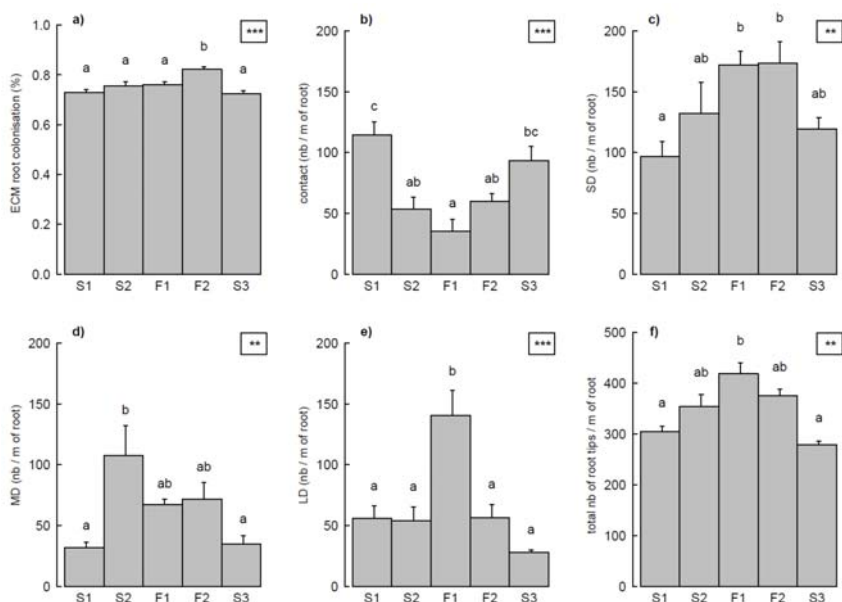 a)
***
ECM root colonisation (%)
1.0
0.8
0.6
0.4
0.2
0.0
a a a b a
S1 S2 F1 F2 S3
b)
***
contact (nb / m of root)
200
150
100
50
0
c ab a ab bc
S1 S2 F1 F2 S3
c)
**
SD (nb / m of root)
200
150
100
50
0
a ab b b ab
S1 S2 F1 F2 S3
d)
**
MD (nb / m of root)
200
150
100
50
0
a b ab ab a
S1 S2 F1 F2 S3
e)
***
LD (nb / m of root)
200
150
100
50
0
a a b a a
S1 S2 F1 F2 S3
f)
**
total nb of root tips / m of root
500
400
300
200
100
0
a ab b ab a
S1 S2 F1 F2 S3